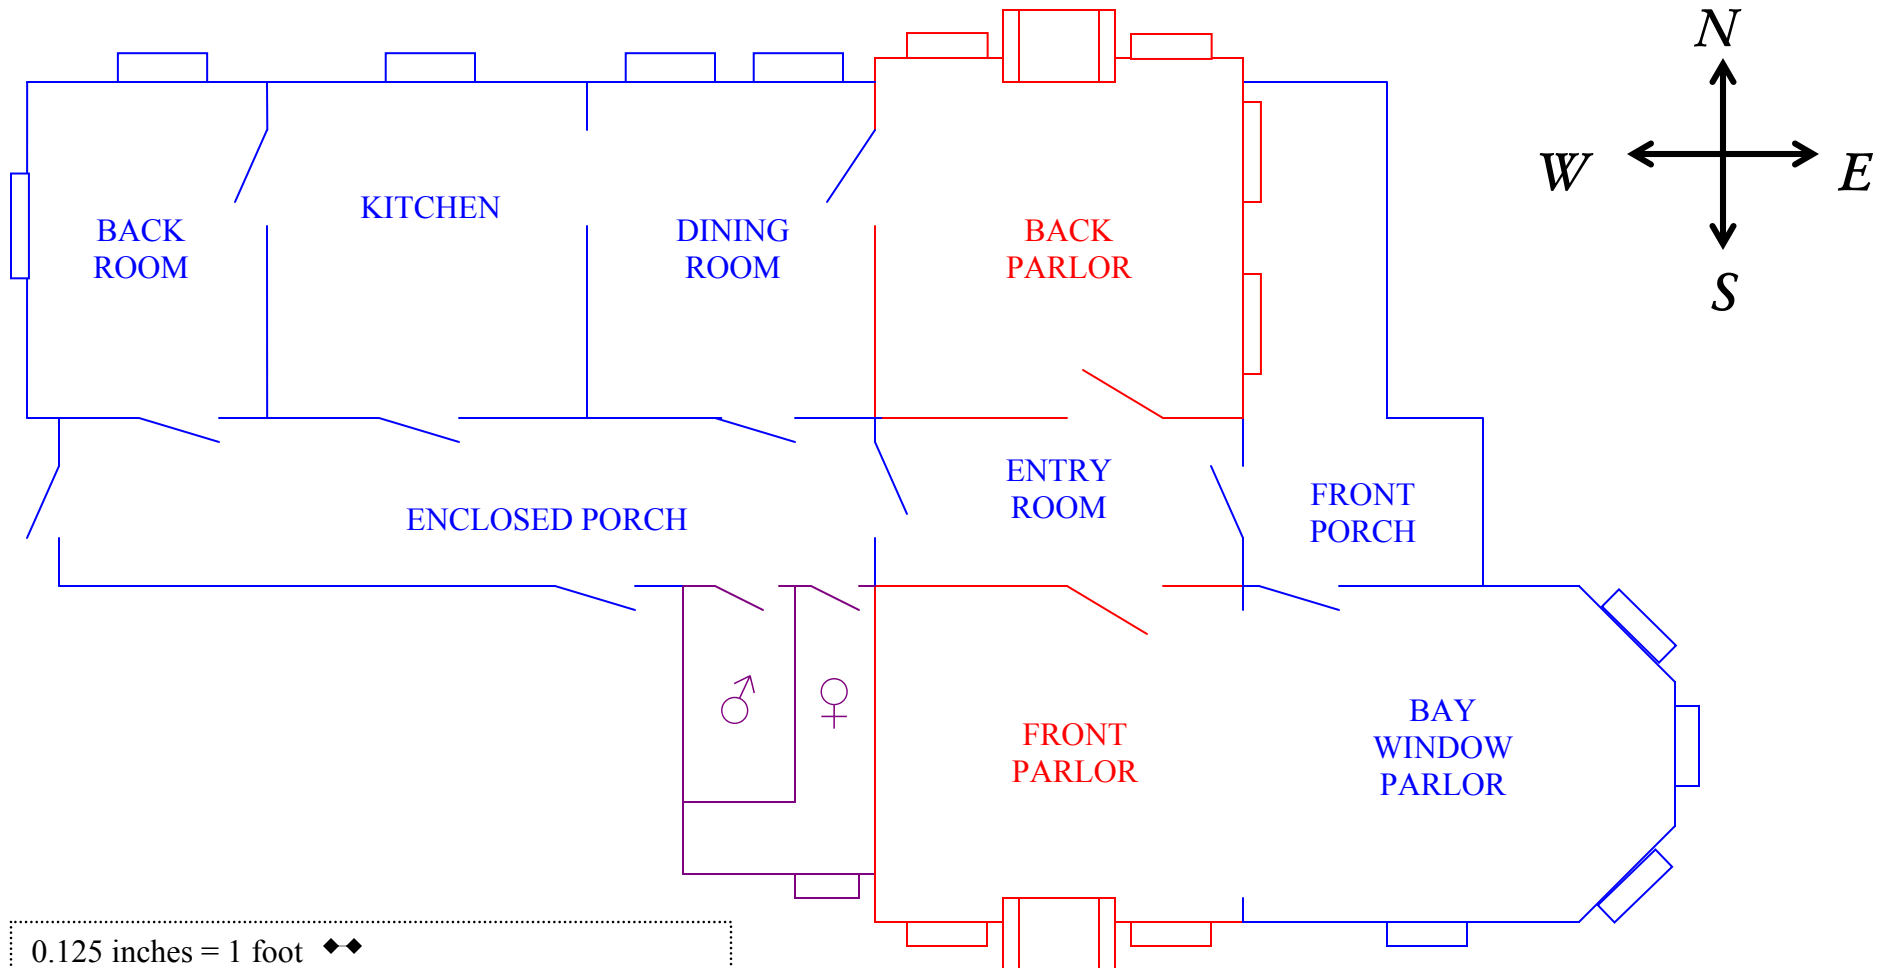 N
W
E
S
BACK
ROOM
KITCHEN
DINING
ROOM
BACK
PARLOR
ENTRY
ROOM
FRONT
PORCH
ENCLOSED PORCH
♂
♀
FRONT
PARLOR
BAY
WINDOW
PARLOR
0.125 inches = 1 foot